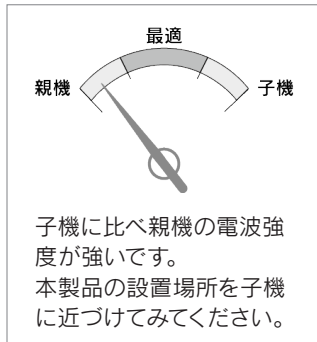 最適
親機
子機
子機に比べ親機の電波強
度が強いです。
本製品の設置場所を子機
に近づけてみてください。